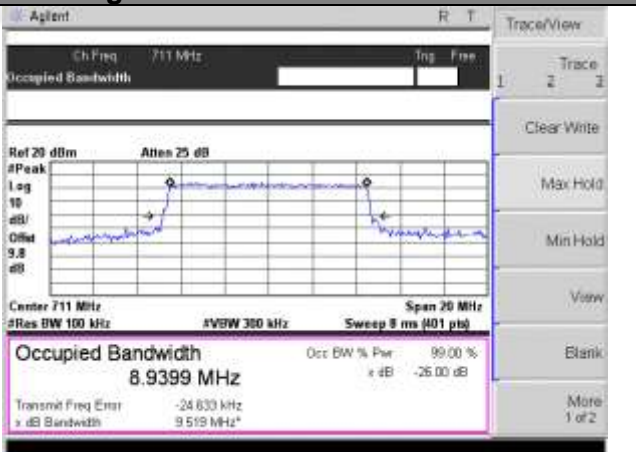 Agilent R T
Trace/View
Ch Freq 711 MHz Trig Free
Occupied Bandwidth
Trace
1 2 3
Clear Write
Ref 20 dBm Atten 25 dB
#Peak
Log
10
dB/
Offst
9.8
dB
Max Hold
Min Hold
View
Center 711 MHz Span 20 MHz
#Res BW 100 kHz #VBW 300 kHz Sweep 8 ms (401 pts)
Occupied Bandwidth Occ BW % Pwr 99.00 %
8.9399 MHz x dB -26.00 dB
Blank
Transmit Freq Error -24.633 kHz
x dB Bandwidth 9.519 MHz*
More
1 of 2